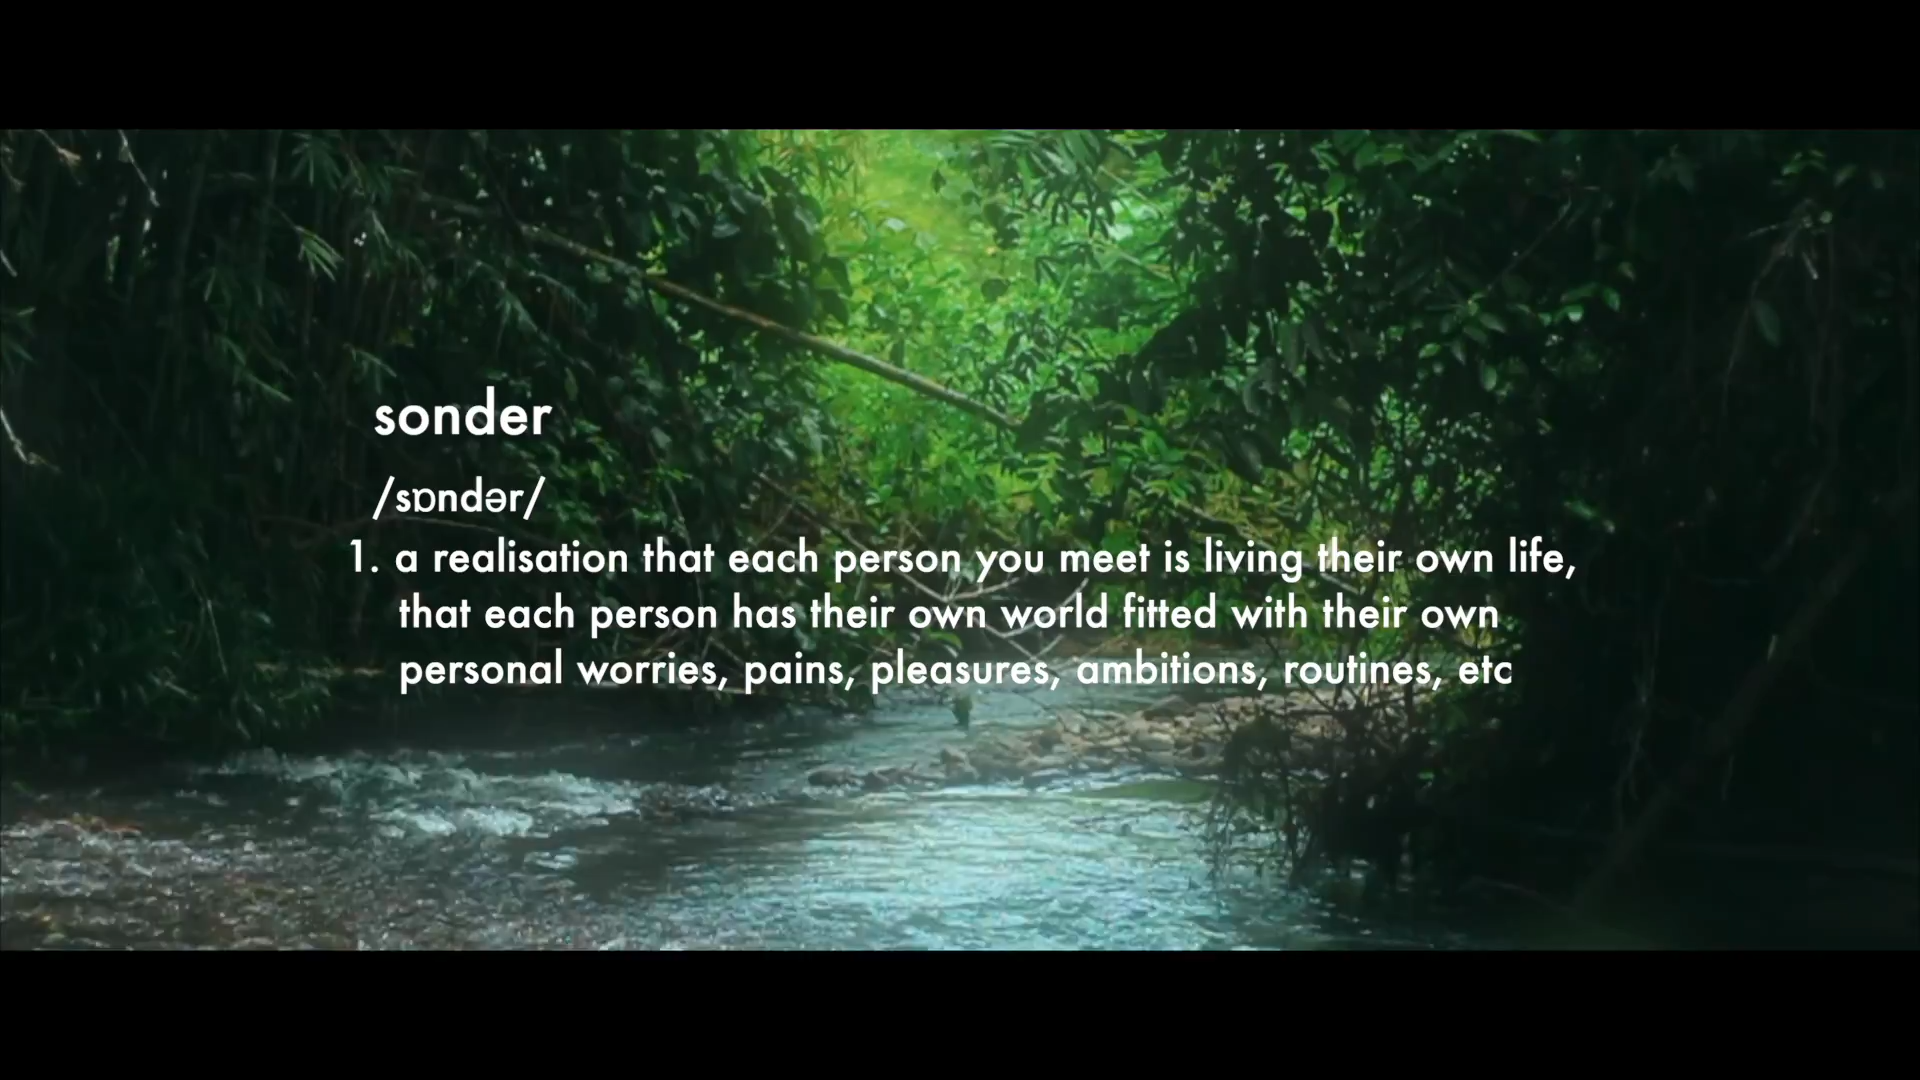 sonder
/sɒndər/
1. a realisation that each person you meet is living their own life,
that each person has their own world fitted with their own
personal worries, pains, pleasures, ambitions, routines, etc